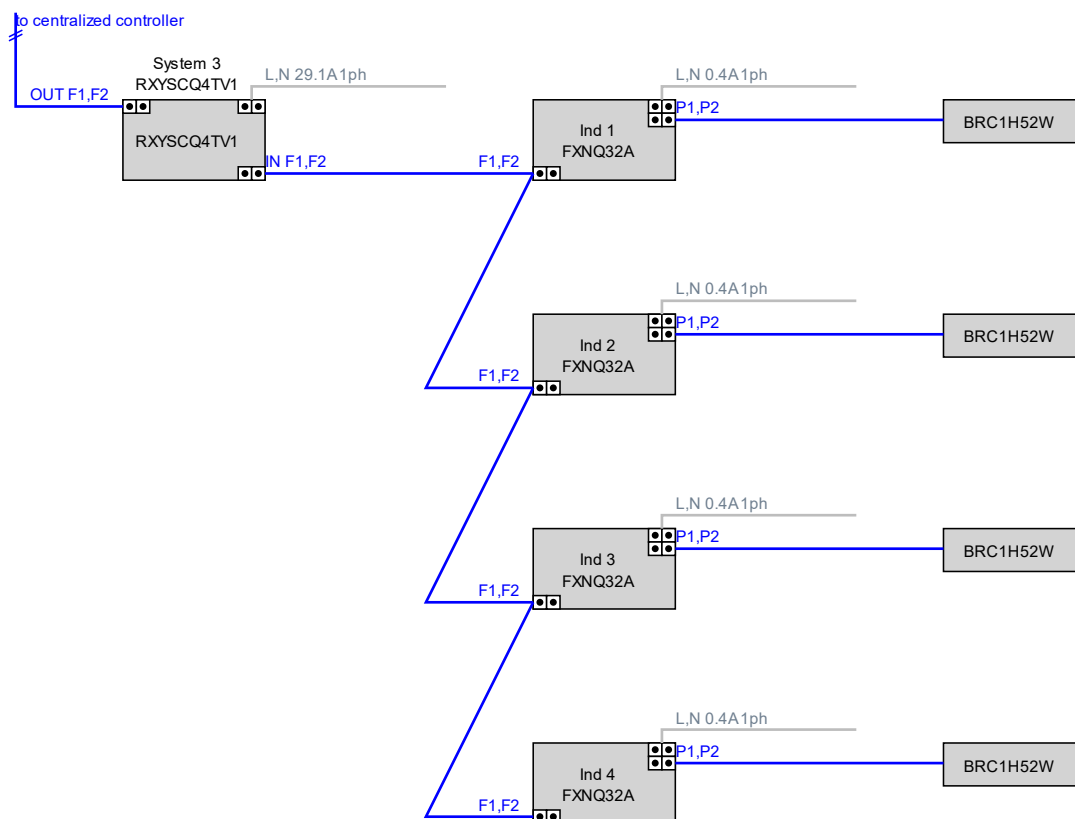 to centralized controller
System 3
RXYSCQ4TV1
L,N 29.1A1ph
L,N 0.4A1ph
OUT F1,F2
P1,P2
RXYSCQ4TV1
Ind 1
FXNQ32A
BRC1H52W
IN F1,F2
F1,F2
L,N 0.4A1ph
P1,P2
Ind 2
FXNQ32A
BRC1H52W
F1,F2
L,N 0.4A1ph
P1,P2
Ind 3
FXNQ32A
BRC1H52W
F1,F2
L,N 0.4A1ph
P1,P2
Ind 4
FXNQ32A
BRC1H52W
F1,F2